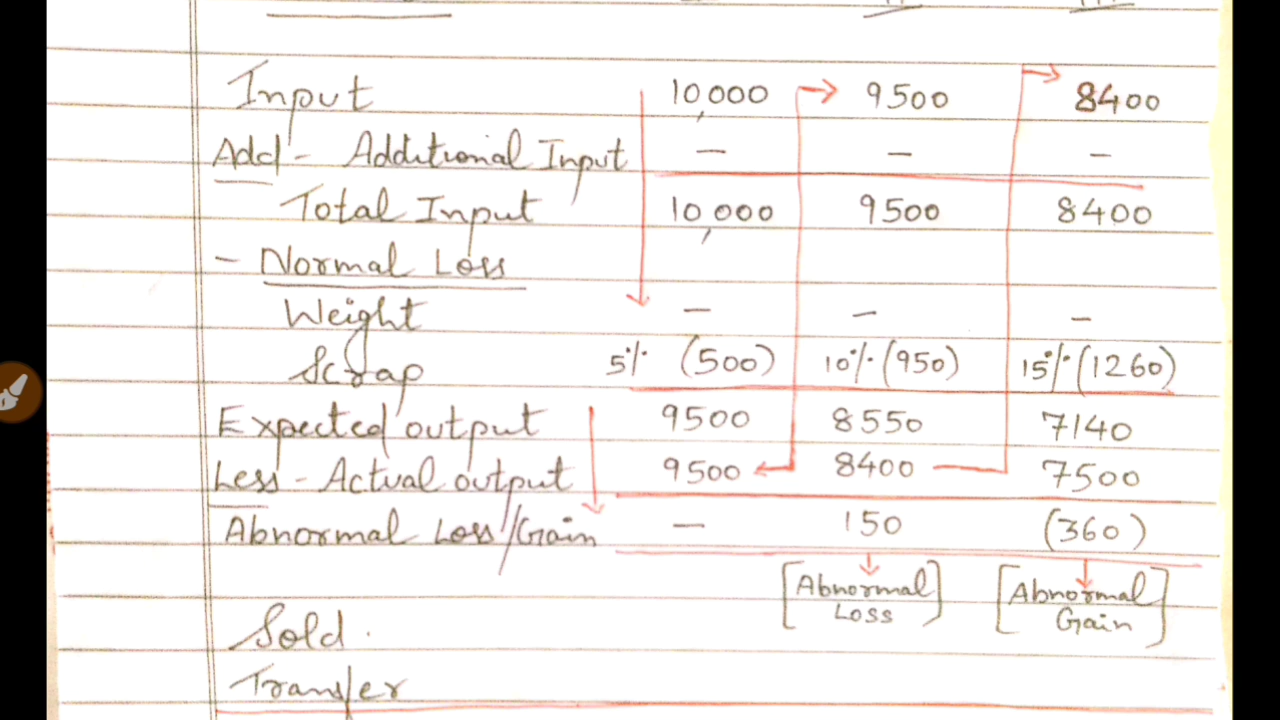 Input 10,000 9500 8400
Add - Additional Input - - -
Total Input 10,000 9500 8400
- Normal Loss
Weight - - -
Scrap 5% (500) 10% (950) 15% (1260)
Expected output 9500 8550 7140
Less - Actual output 9500 8400 7500
Abnormal Loss/Gain - 150 (360)
[Abnormal Loss] [Abnormal Gain]
Sold.
Transfer